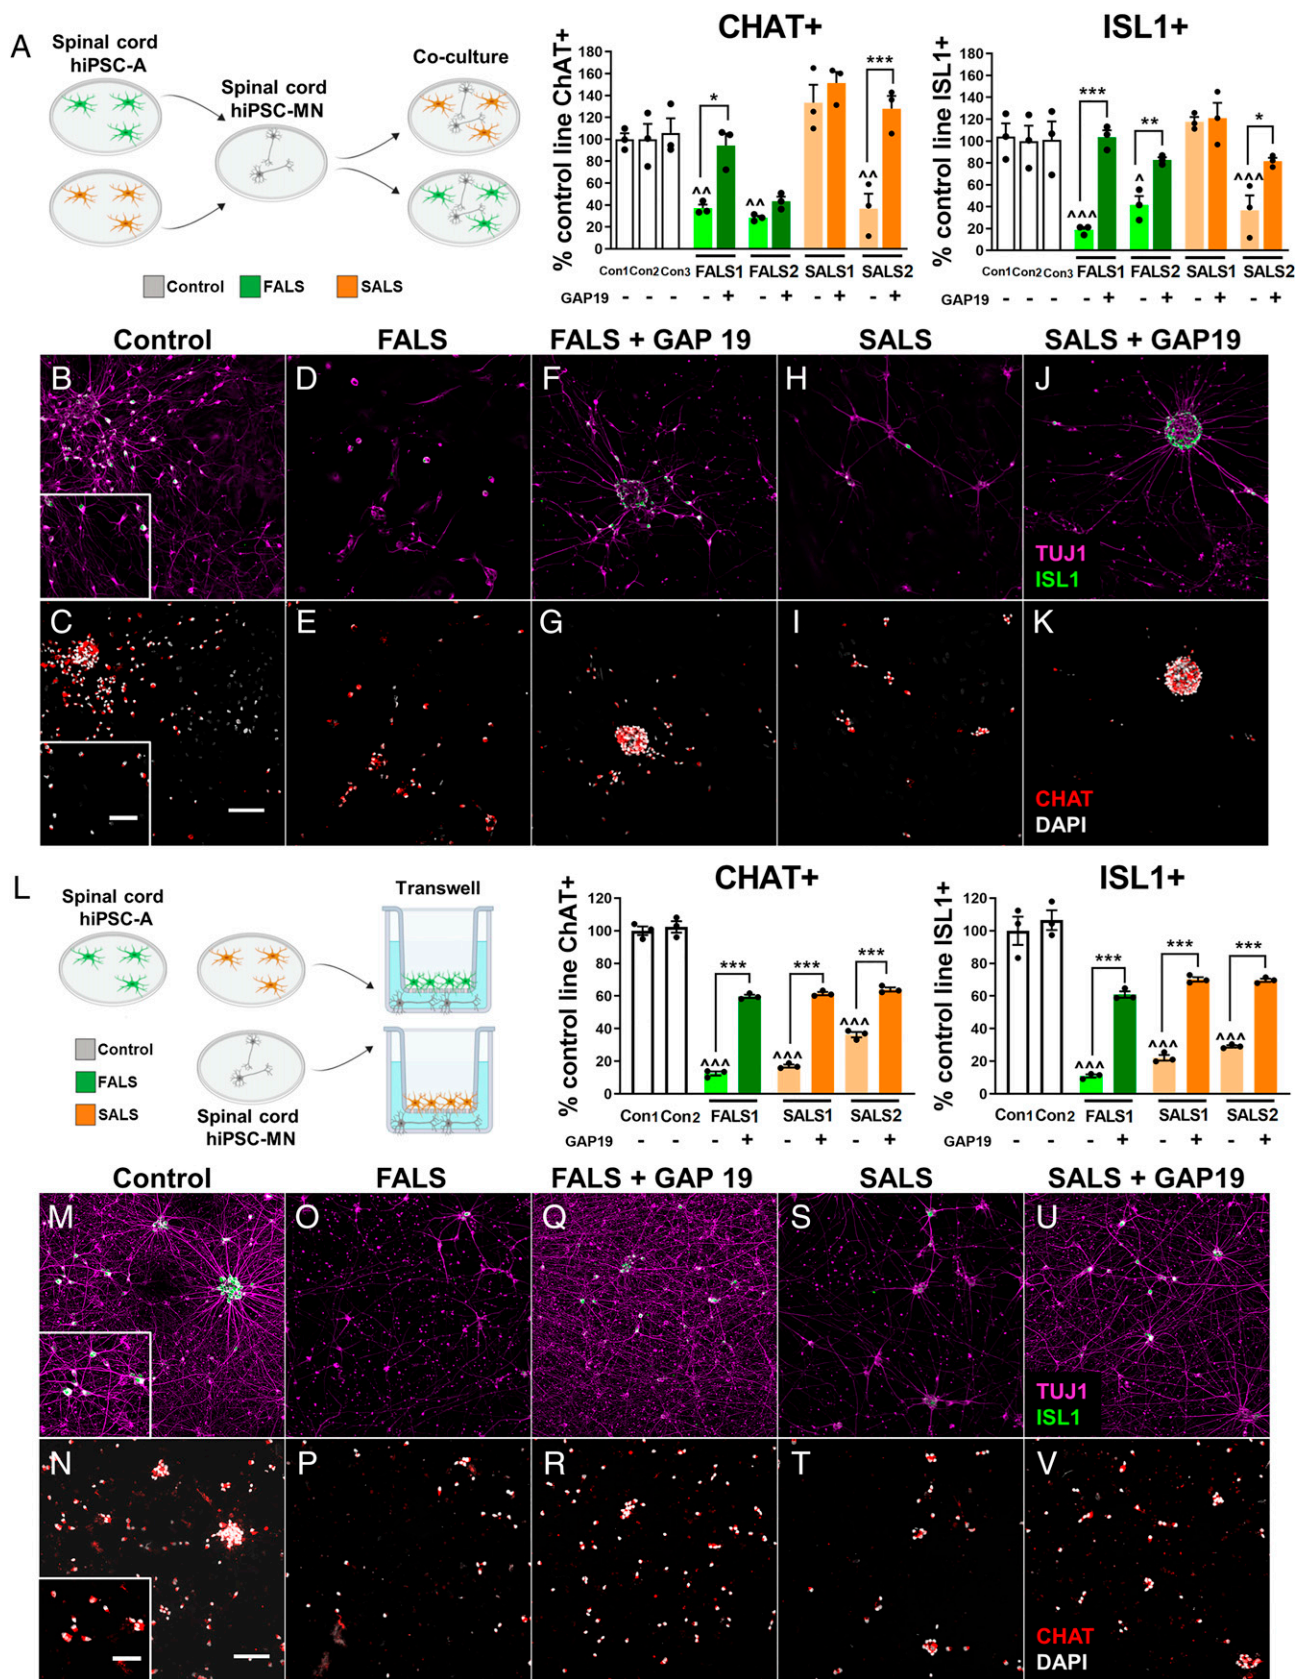 A
Spinal cord
hiPSC-A
Spinal cord
hiPSC-MN
Co-culture
Control FALS SALS
CHAT+
% control line ChAT+
180
160
140
120
100
80
60
40
20
0
^^ * ^^ ^^ ***
Con1 Con2 Con3 FALS1 FALS2 SALS1 SALS2
GAP19 - - - - + - + - + - +
ISL1+
% control line ISL1+
180
160
140
120
100
80
60
40
20
0
^^^ *** ^ ** ^^^ *
Con1 Con2 Con3 FALS1 FALS2 SALS1 SALS2
GAP19 - - - - + - + - + - +
Control FALS FALS + GAP 19 SALS SALS + GAP19
B D F H J
TUJ1
ISL1
C E G I K
CHAT
DAPI
L
Spinal cord
hiPSC-A
Transwell
Control
FALS
SALS
Spinal cord
hiPSC-MN
CHAT+
% control line ChAT+
120
100
80
60
40
20
0
^^^ *** ^^^ *** ^^^ ***
Con1 Con2 FALS1 SALS1 SALS2
GAP19 - - - + - + - +
ISL1+
% control line ISL1+
120
100
80
60
40
20
0
^^^ *** ^^^ *** ^^^ ***
Con1 Con2 FALS1 SALS1 SALS2
GAP19 - - - + - + - +
Control FALS FALS + GAP 19 SALS SALS + GAP19
M O Q S U
TUJ1
ISL1
N P R T V
CHAT
DAPI